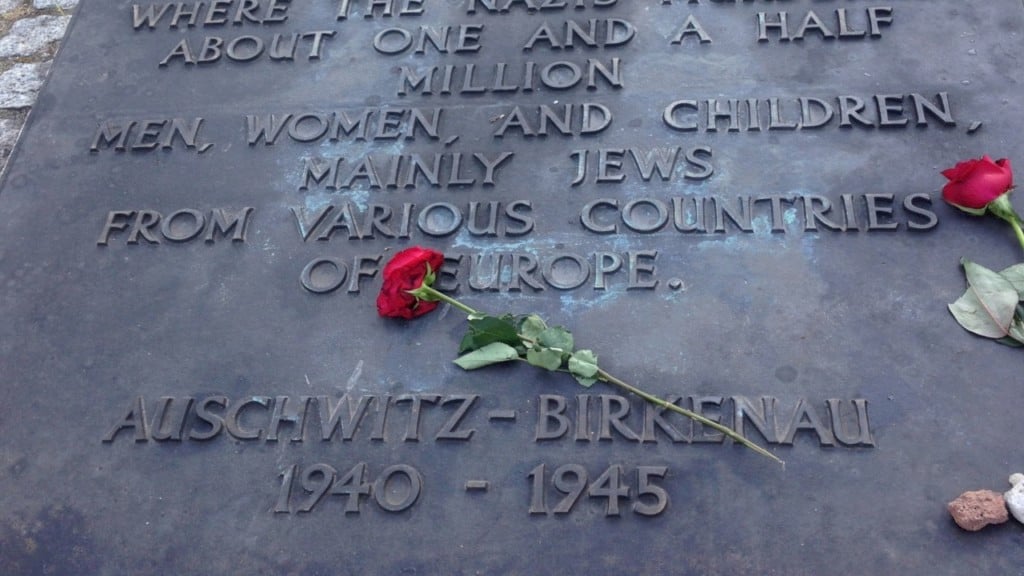 WHERE THE NAZIS
ABOUT ONE AND A HALF
MILLION
MEN, WOMEN, AND CHILDREN,
MAINLY JEWS
FROM VARIOUS COUNTRIES
OF EUROPE.
AUSCHWITZ-BIRKENAU
1940 - 1945